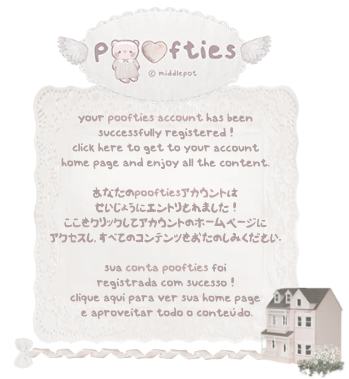 poofties
© middlepot
your poofties account has been
successfully registered !
click here to get to your account
home page and enjoy all the content.
あなたのpooftiesアカウントは
せいじょうにエントリされました !
ここをクリックしてアカウントのホームページに
アクセスし、すべてのコンテンツをおたのしみください.
sua conta poofties foi
registrada com sucesso !
clique aqui para ver sua home page
e aproveitar todo o conteúdo.